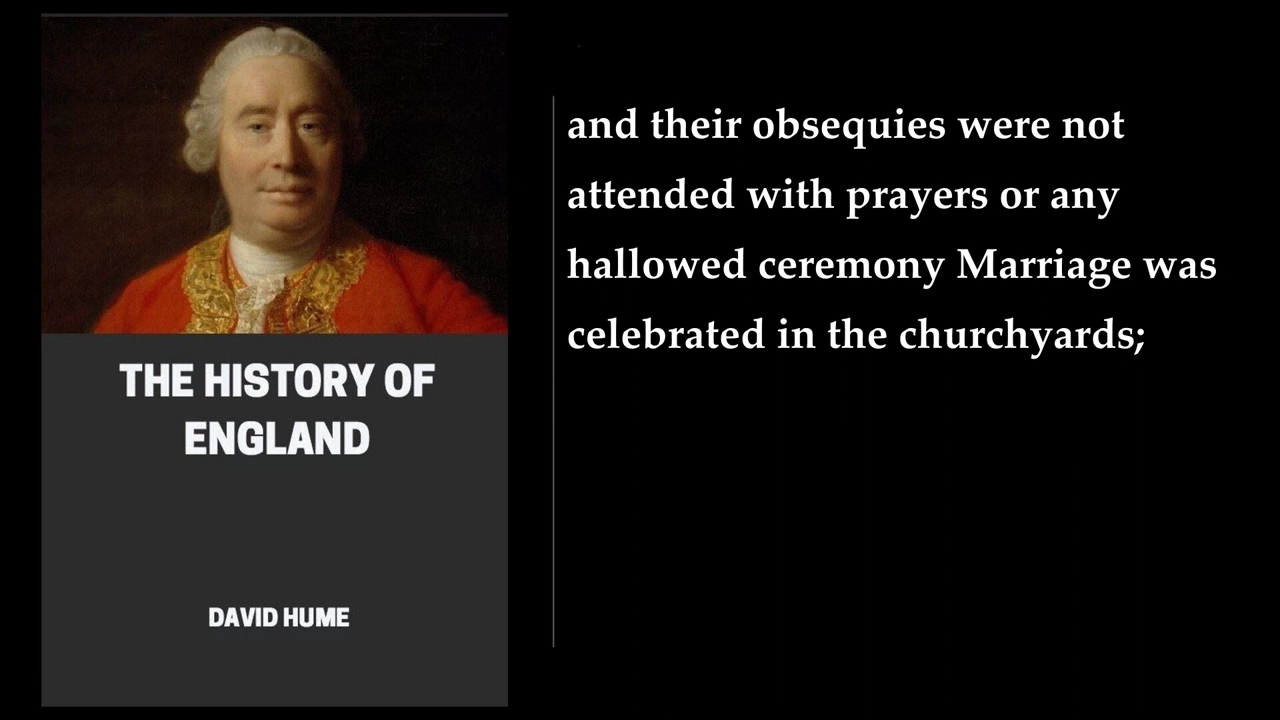 THE HISTORY OF
ENGLAND
DAVID HUME
and their obsequies were not
attended with prayers or any
hallowed ceremony Marriage was
celebrated in the churchyards;